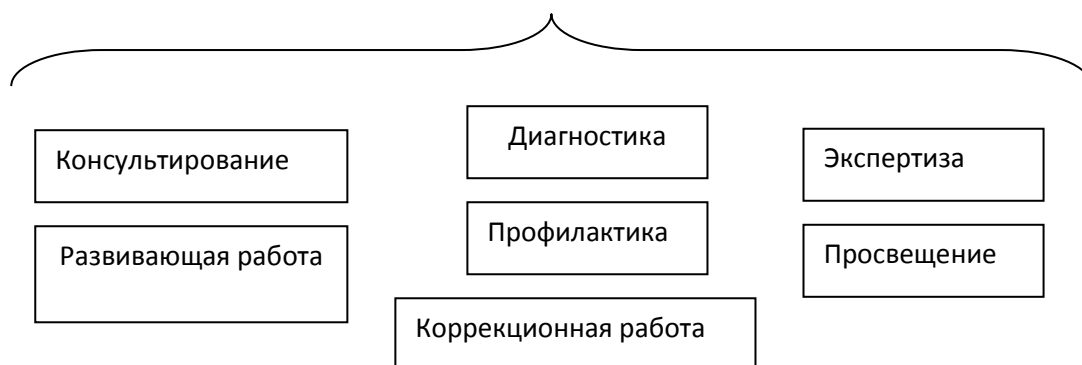 Консультирование
Диагностика
Экспертиза
Развивающая работа
Профилактика
Просвещение
Коррекционная работа